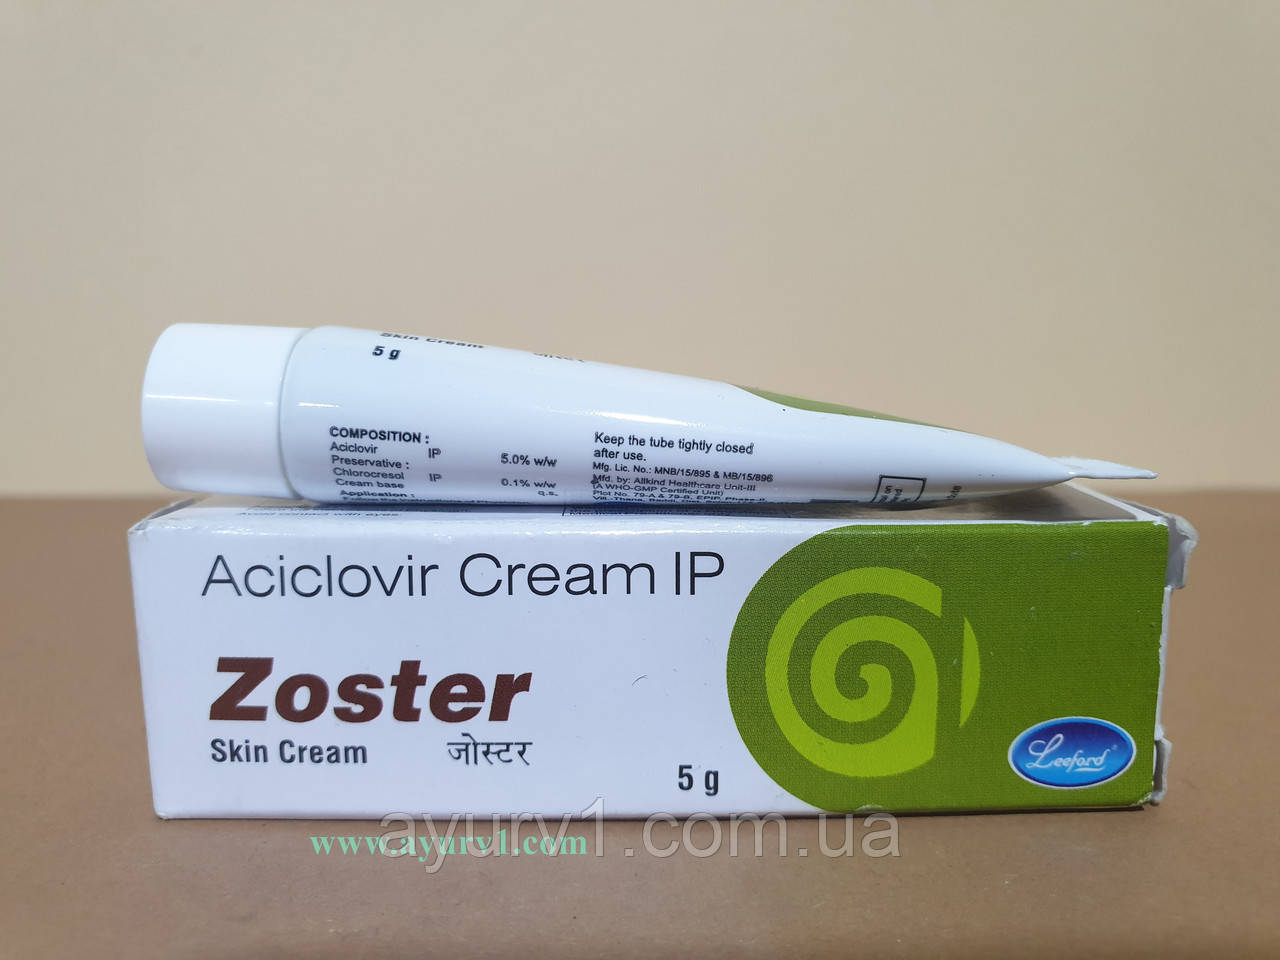 Skin Cream
5 g
COMPOSITION :
Aciclovir IP 5.0% w/w
Preservative :
Chlorocresol IP 0.1% w/w
Cream base q.s.
Application :
Keep the tube tightly closed
after use.
Mfg. Lic. No.: MNB/15/895 & MB/15/896
Mfd. by: Allkind Healthcare Unit-III
(A WHO-GMP Certified Unit)
Plot No. 79-A & 79-B, EPIP, Phase-II,
Aciclovir Cream IP
Zoster
Skin Cream जोस्टर
5 g
Leeford
www.ayurv1.com
ayurv1.com.ua